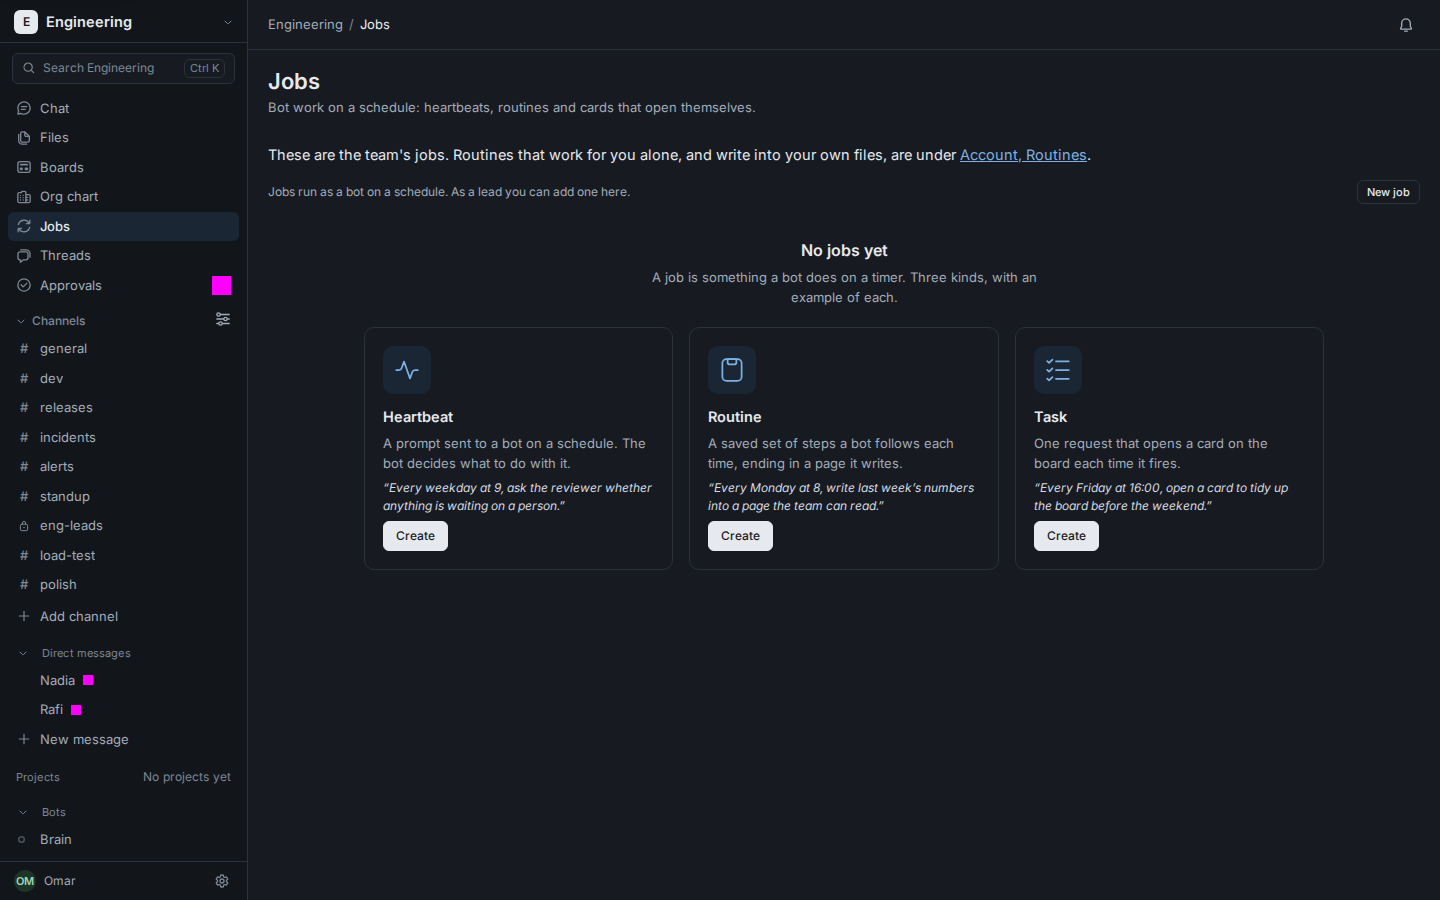 E Engineering
Search Engineering Ctrl K
Chat
Files
Boards
Org chart
Jobs
Threads
Approvals
Channels
# general
# dev
# releases
# incidents
# alerts
# standup
eng-leads
# load-test
# polish
Add channel
Direct messages
Nadia
Rafi
New message
Projects No projects yet
Bots
Brain
OM Omar
Engineering / Jobs
Jobs
Bot work on a schedule: heartbeats, routines and cards that open themselves.
These are the team's jobs. Routines that work for you alone, and write into your own files, are under Account, Routines.
Jobs run as a bot on a schedule. As a lead you can add one here.
New job
No jobs yet
A job is something a bot does on a timer. Three kinds, with an
example of each.
Heartbeat
A prompt sent to a bot on a schedule. The
bot decides what to do with it.
“Every weekday at 9, ask the reviewer whether
anything is waiting on a person.”
Create
Routine
A saved set of steps a bot follows each
time, ending in a page it writes.
“Every Monday at 8, write last week's numbers
into a page the team can read.”
Create
Task
One request that opens a card on the
board each time it fires.
“Every Friday at 16:00, open a card to tidy up
the board before the weekend.”
Create